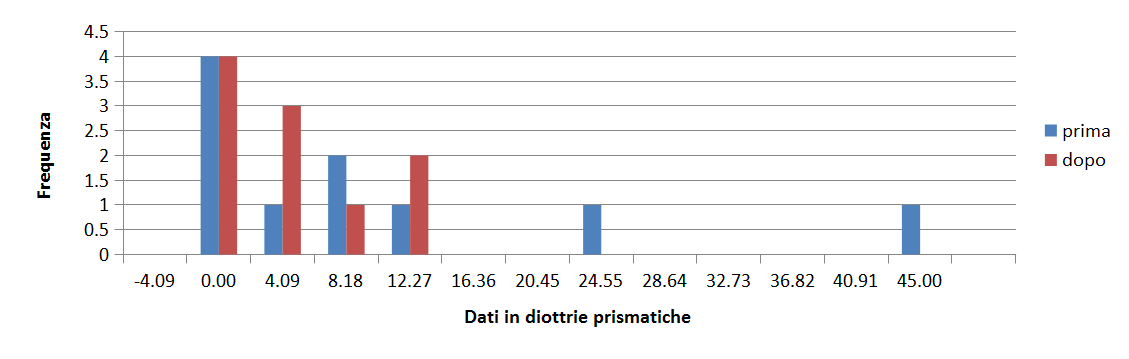 4.5
4
3.5
3
2.5
2
1.5
1
0.5
0
Frequenza
-4.09 0.00 4.09 8.18 12.27 16.36 20.45 24.55 28.64 32.73 36.82 40.91 45.00
Dati in diottrie prismatiche
prima
dopo